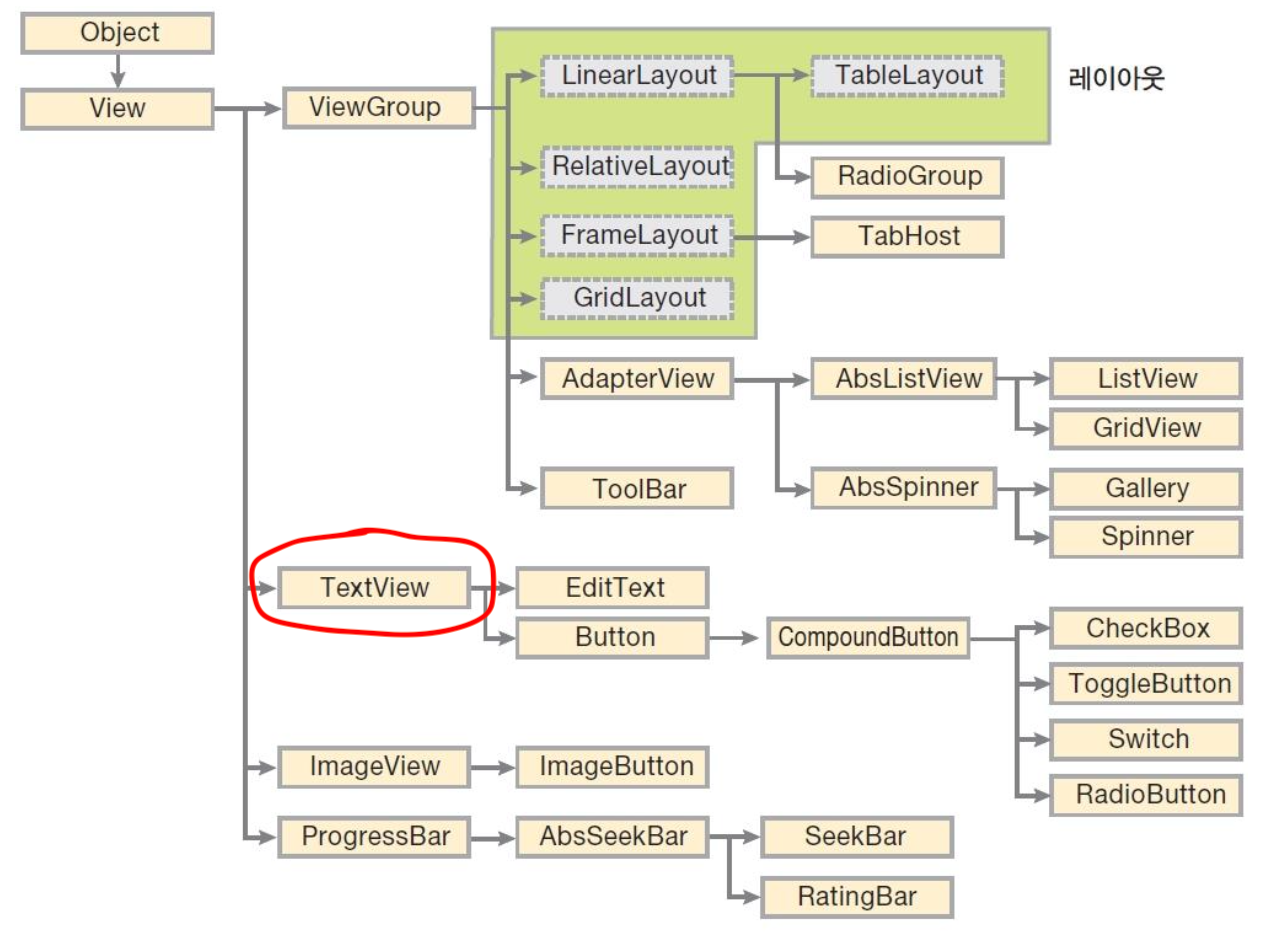 Object
View
ViewGroup
LinearLayout
TableLayout
레이아웃
RelativeLayout
RadioGroup
FrameLayout
TabHost
GridLayout
AdapterView
AbsListView
ListView
GridView
ToolBar
AbsSpinner
Gallery
Spinner
TextView
EditText
Button
CompoundButton
CheckBox
ToggleButton
Switch
RadioButton
ImageView
ImageButton
ProgressBar
AbsSeekBar
SeekBar
RatingBar